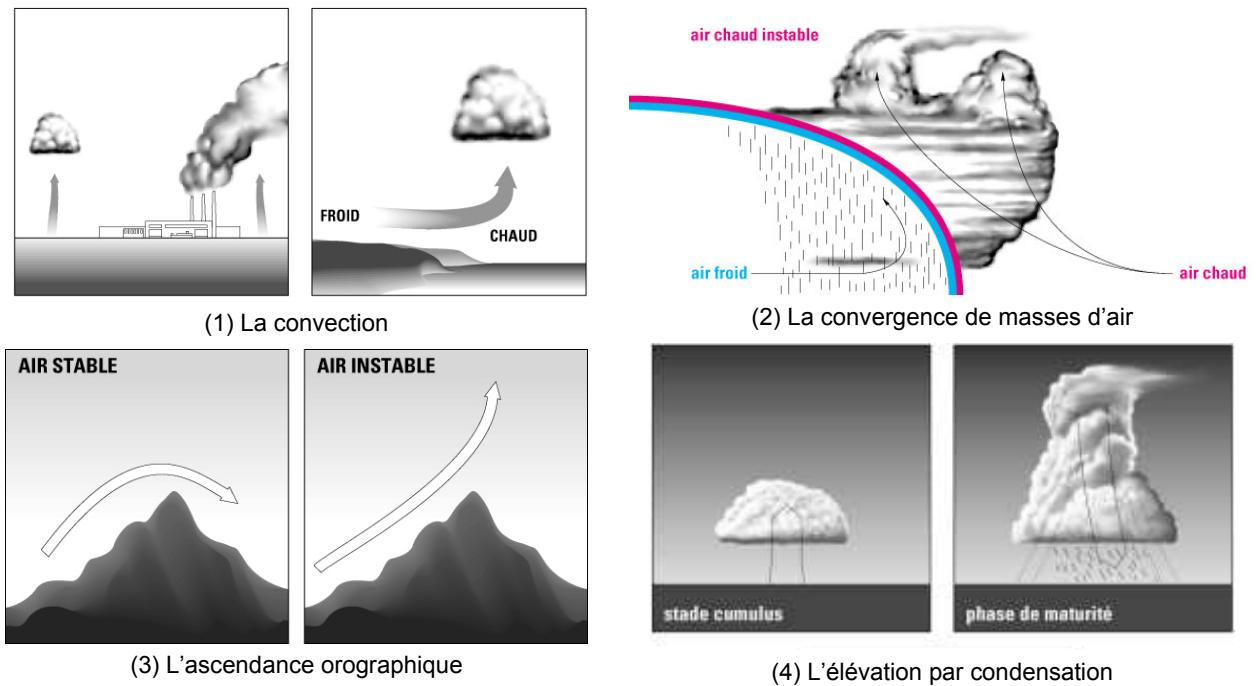 FROID
CHAUD
(1) La convection
air chaud instable
air froid
air chaud
(2) La convergence de masses d'air
AIR STABLE
AIR INSTABLE
(3) L'ascendance orographique
stade cumulus
phase de maturité
(4) L'élévation par condensation